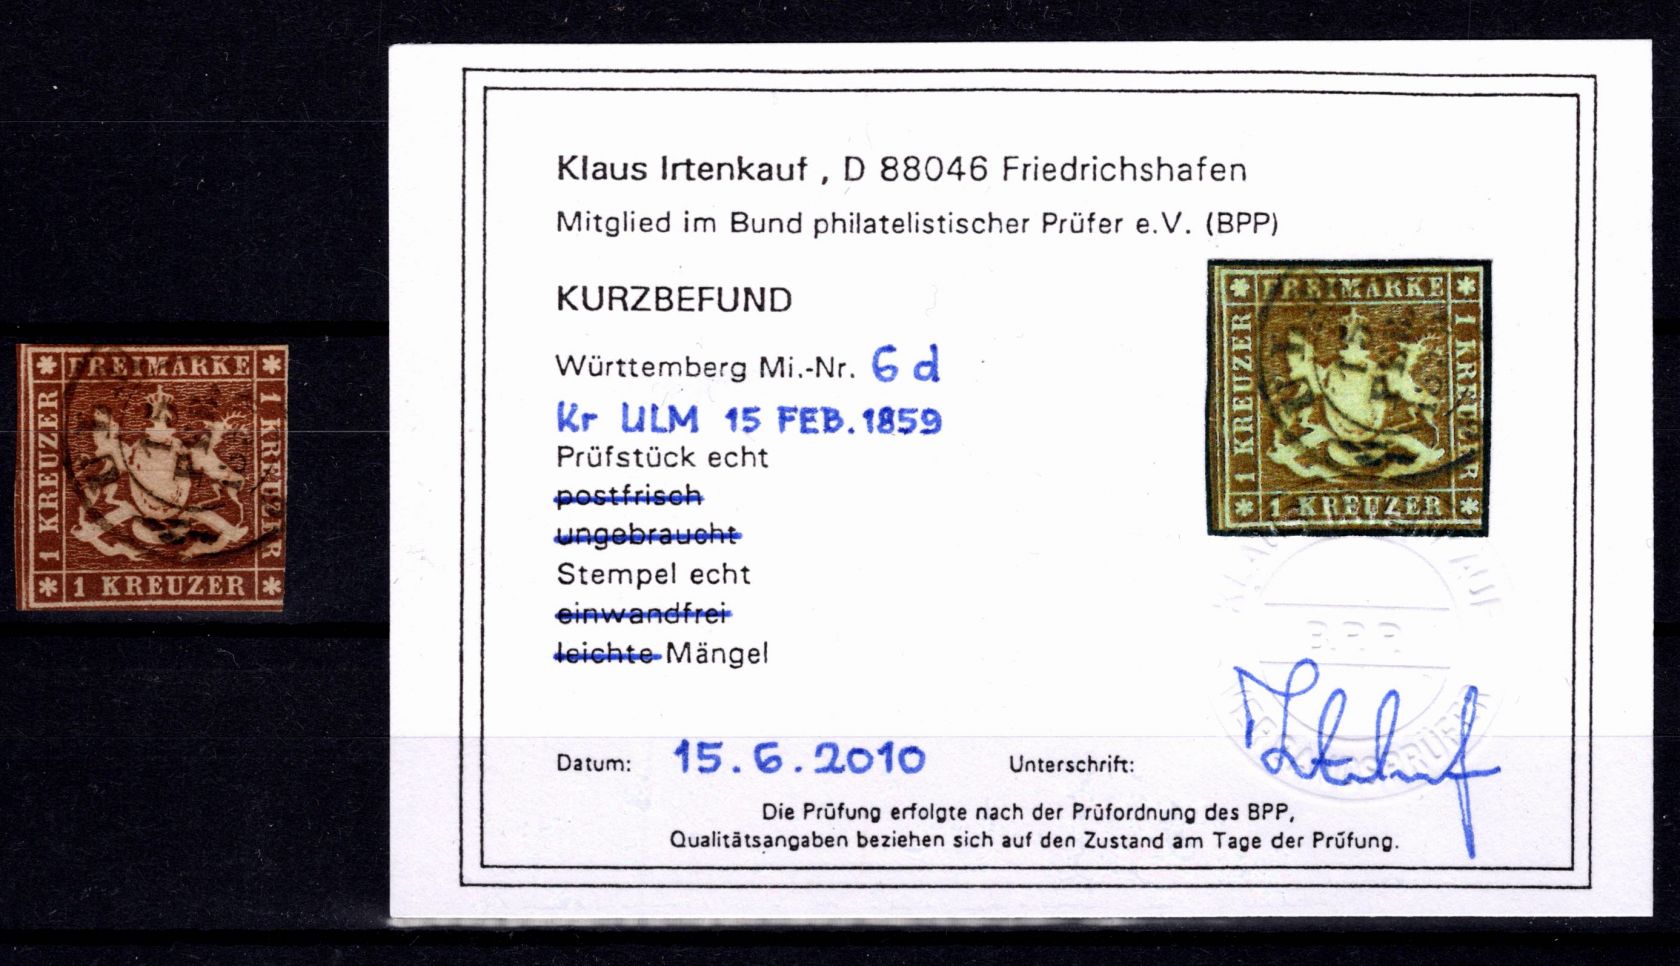 FREIMARKE
1 KREUZER
1 KREUZER
1 KREUZER
Klaus Irtenkauf, D 88046 Friedrichshafen
Mitglied im Bund philatelistischer Prüfer e.V. (BPP)
KURZBEFUND
Württemberg Mi.-Nr. 6 d
Kr ULM 15 FEB. 1859
Prüfstück echt
postfrisch
ungebraucht
Stempel echt
einwandfrei
leichte Mängel
Datum: 15.6.2010 Unterschrift:
Die Prüfung erfolgte nach der Prüfordnung des BPP,
Qualitätsangaben beziehen sich auf den Zustand am Tage der Prüfung.
FREIMARKE
1 KREUZER
1 KREUZER
1 KREUZER
BPP